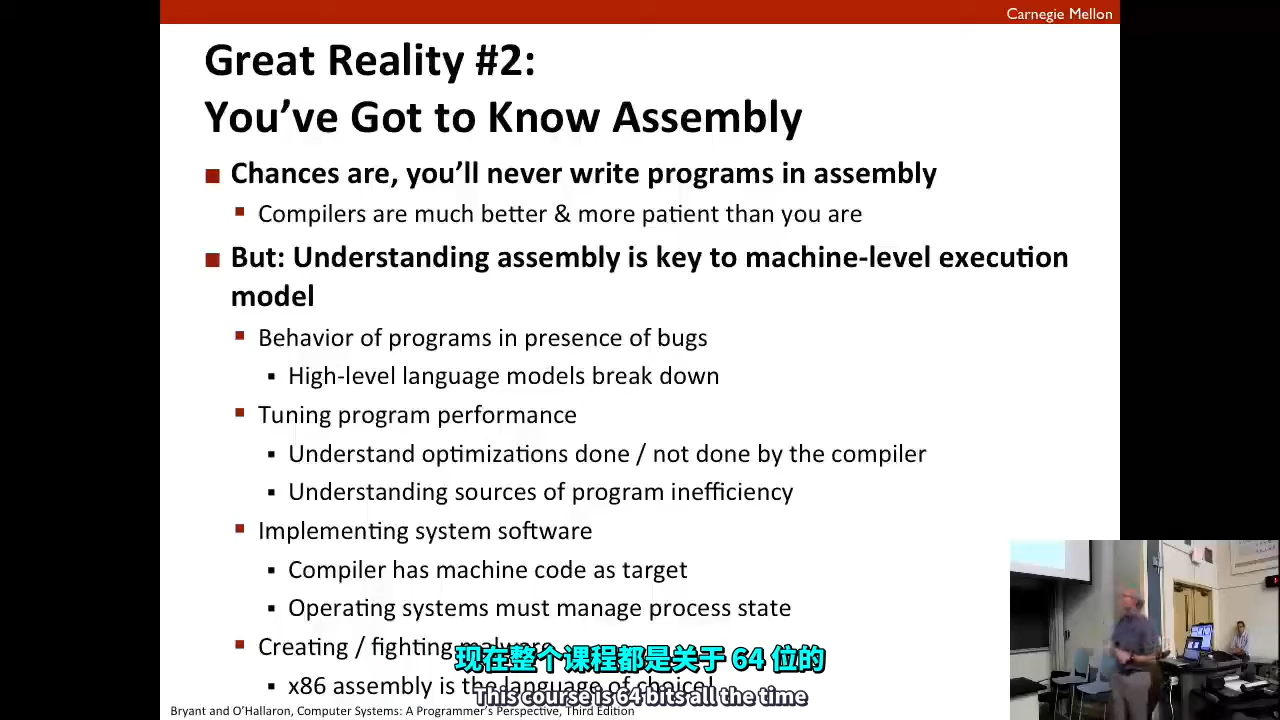 Carnegie Mellon
Great Reality #2:
You've Got to Know Assembly
■ Chances are, you'll never write programs in assembly
▪ Compilers are much better & more patient than you are
■ But: Understanding assembly is key to machine-level execution
model
▪ Behavior of programs in presence of bugs
▪ High-level language models break down
▪ Tuning program performance
▪ Understand optimizations done / not done by the compiler
▪ Understanding sources of program inefficiency
▪ Implementing system software
▪ Compiler has machine code as target
▪ Operating systems must manage process state
▪ Creating / fighting malware
现在整个课程都是关于 64 位的
▪ x86 assembly is the language of choice!
This course is 64 bits all the time
Bryant and O'Hallaron, Computer Systems: A Programmer's Perspective, Third Edition